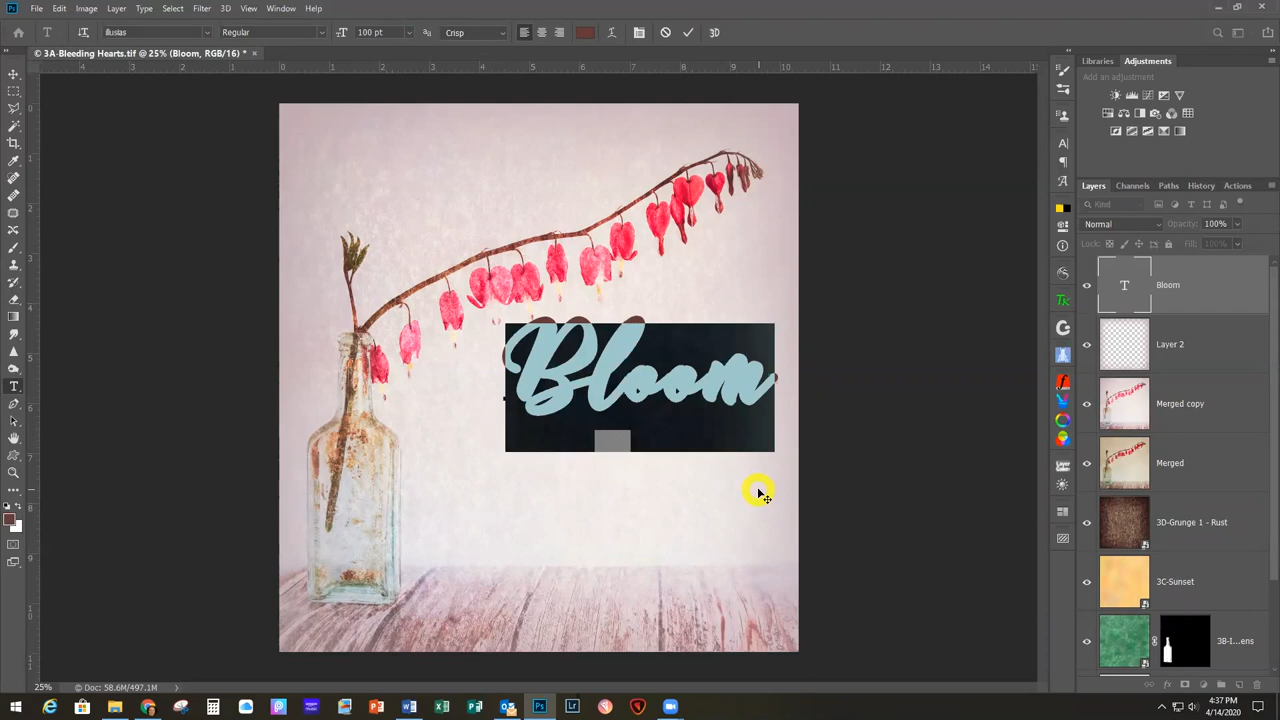 File Edit Image Layer Type Select Filter 3D View Window Help
Illustas Regular 100 pt Crisp 3D
© 3A-Bleeding Hearts.tif @ 25% (Bloom, RGB/16) *
Libraries Adjustments
Add an adjustment
Layers Channels Paths History Actions
Kind
Normal Opacity: 100%
Lock: Fill: 100%
Bloom
Layer 2
Merged copy
Merged
3D-Grunge 1 - Rust
3C-Sunset
3B-I...ens
Bloom
25% Doc: 58.6M/497.1M
4:37 PM
4/14/2020